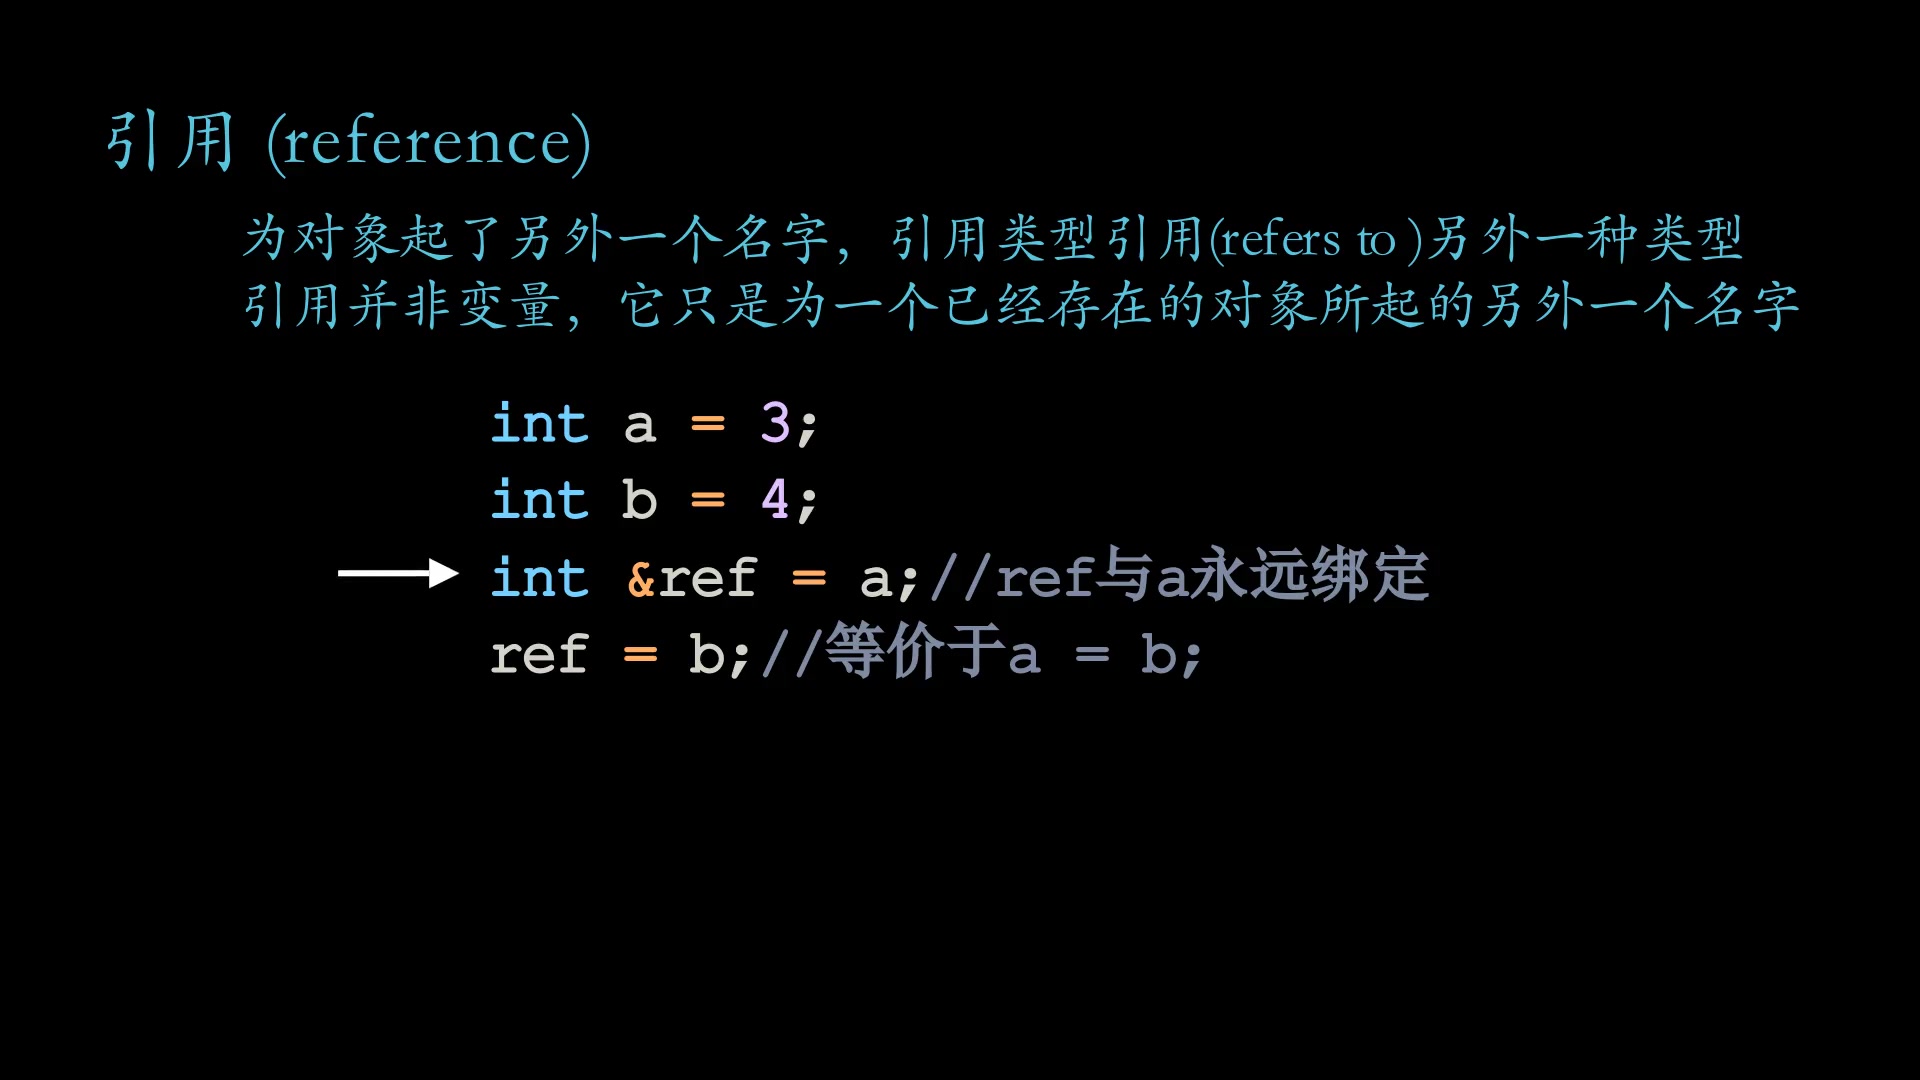 引用 (reference)
为对象起了另外一个名字，引用类型引用(refers to )另外一种类型
引用并非变量，它只是为一个已经存在的对象所起的另外一个名字
int a = 3;
int b = 4;
int &ref = a;//ref与a永远绑定
ref = b;//等价于a = b;